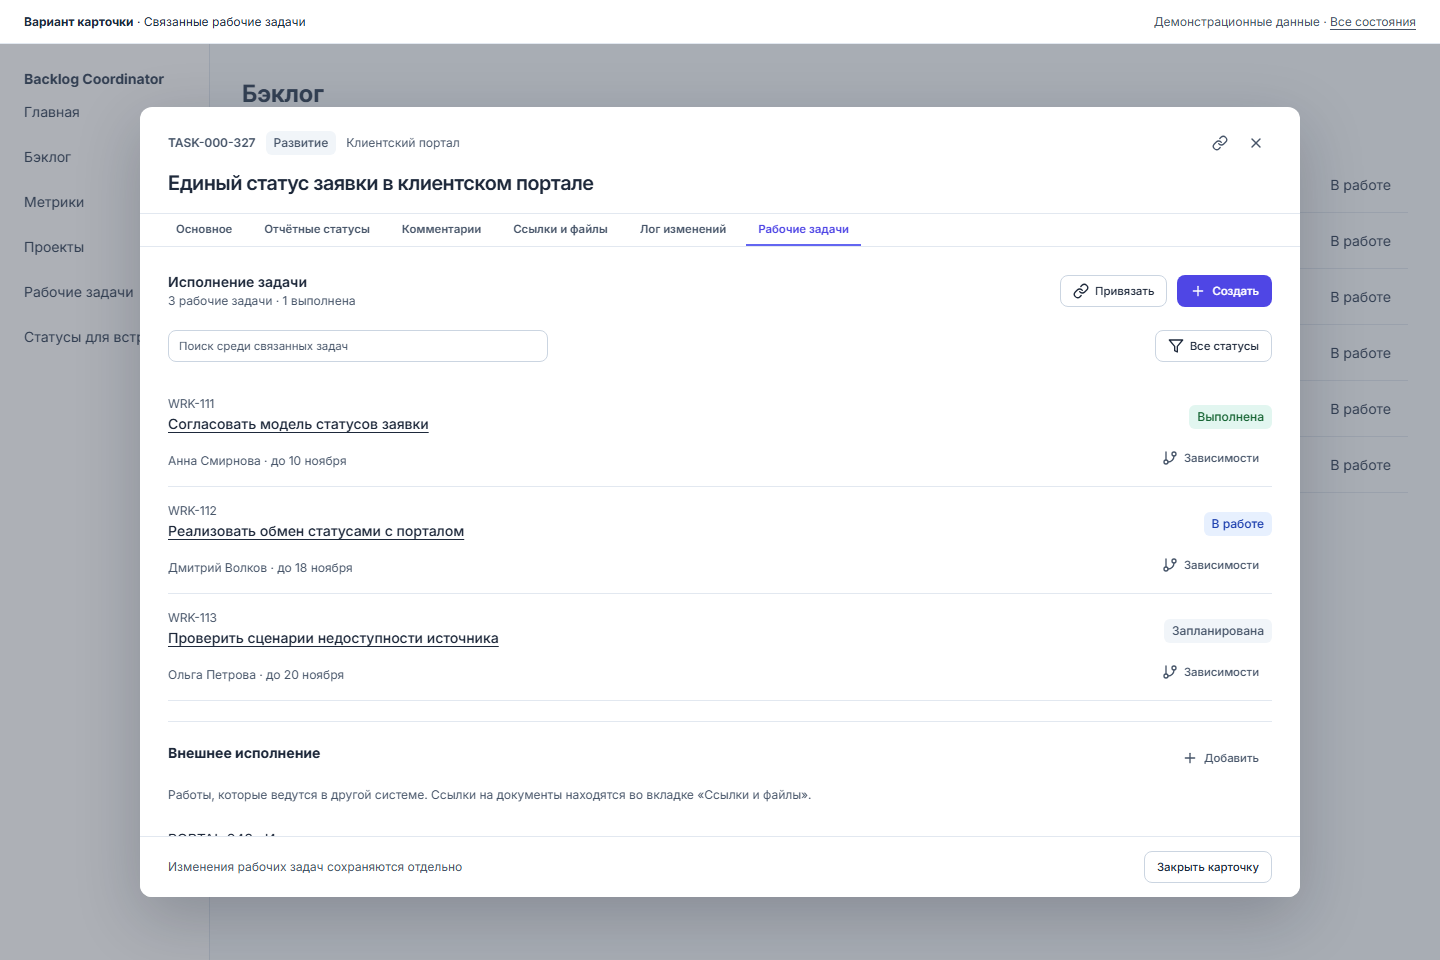 Вариант карточки · Связанные рабочие задачи
Демонстрационные данные · Все состояния
Backlog Coordinator
Главная
Бэклог
Метрики
Проекты
Рабочие задачи
Статусы для
Бэклог
В работе
В работе
В работе
В работе
В работе
В работе
TASK-000-327 Развитие Клиентский портал
Единый статус заявки в клиентском портале
Основное Отчётные статусы Комментарии Ссылки и файлы Лог изменений Рабочие задачи
Исполнение задачи
3 рабочие задачи · 1 выполнена
Привязать
Создать
Поиск среди связанных задач
Все статусы
WRK-111
Согласовать модель статусов заявки
Выполнена
Анна Смирнова · до 10 ноября
Зависимости
WRK-112
Реализовать обмен статусами с порталом
В работе
Дмитрий Волков · до 18 ноября
Зависимости
WRK-113
Проверить сценарии недоступности источника
Запланирована
Ольга Петрова · до 20 ноября
Зависимости
Внешнее исполнение
Добавить
Работы, которые ведутся в другой системе. Ссылки на документы находятся во вкладке «Ссылки и файлы».
Изменения рабочих задач сохраняются отдельно
Закрыть карточку